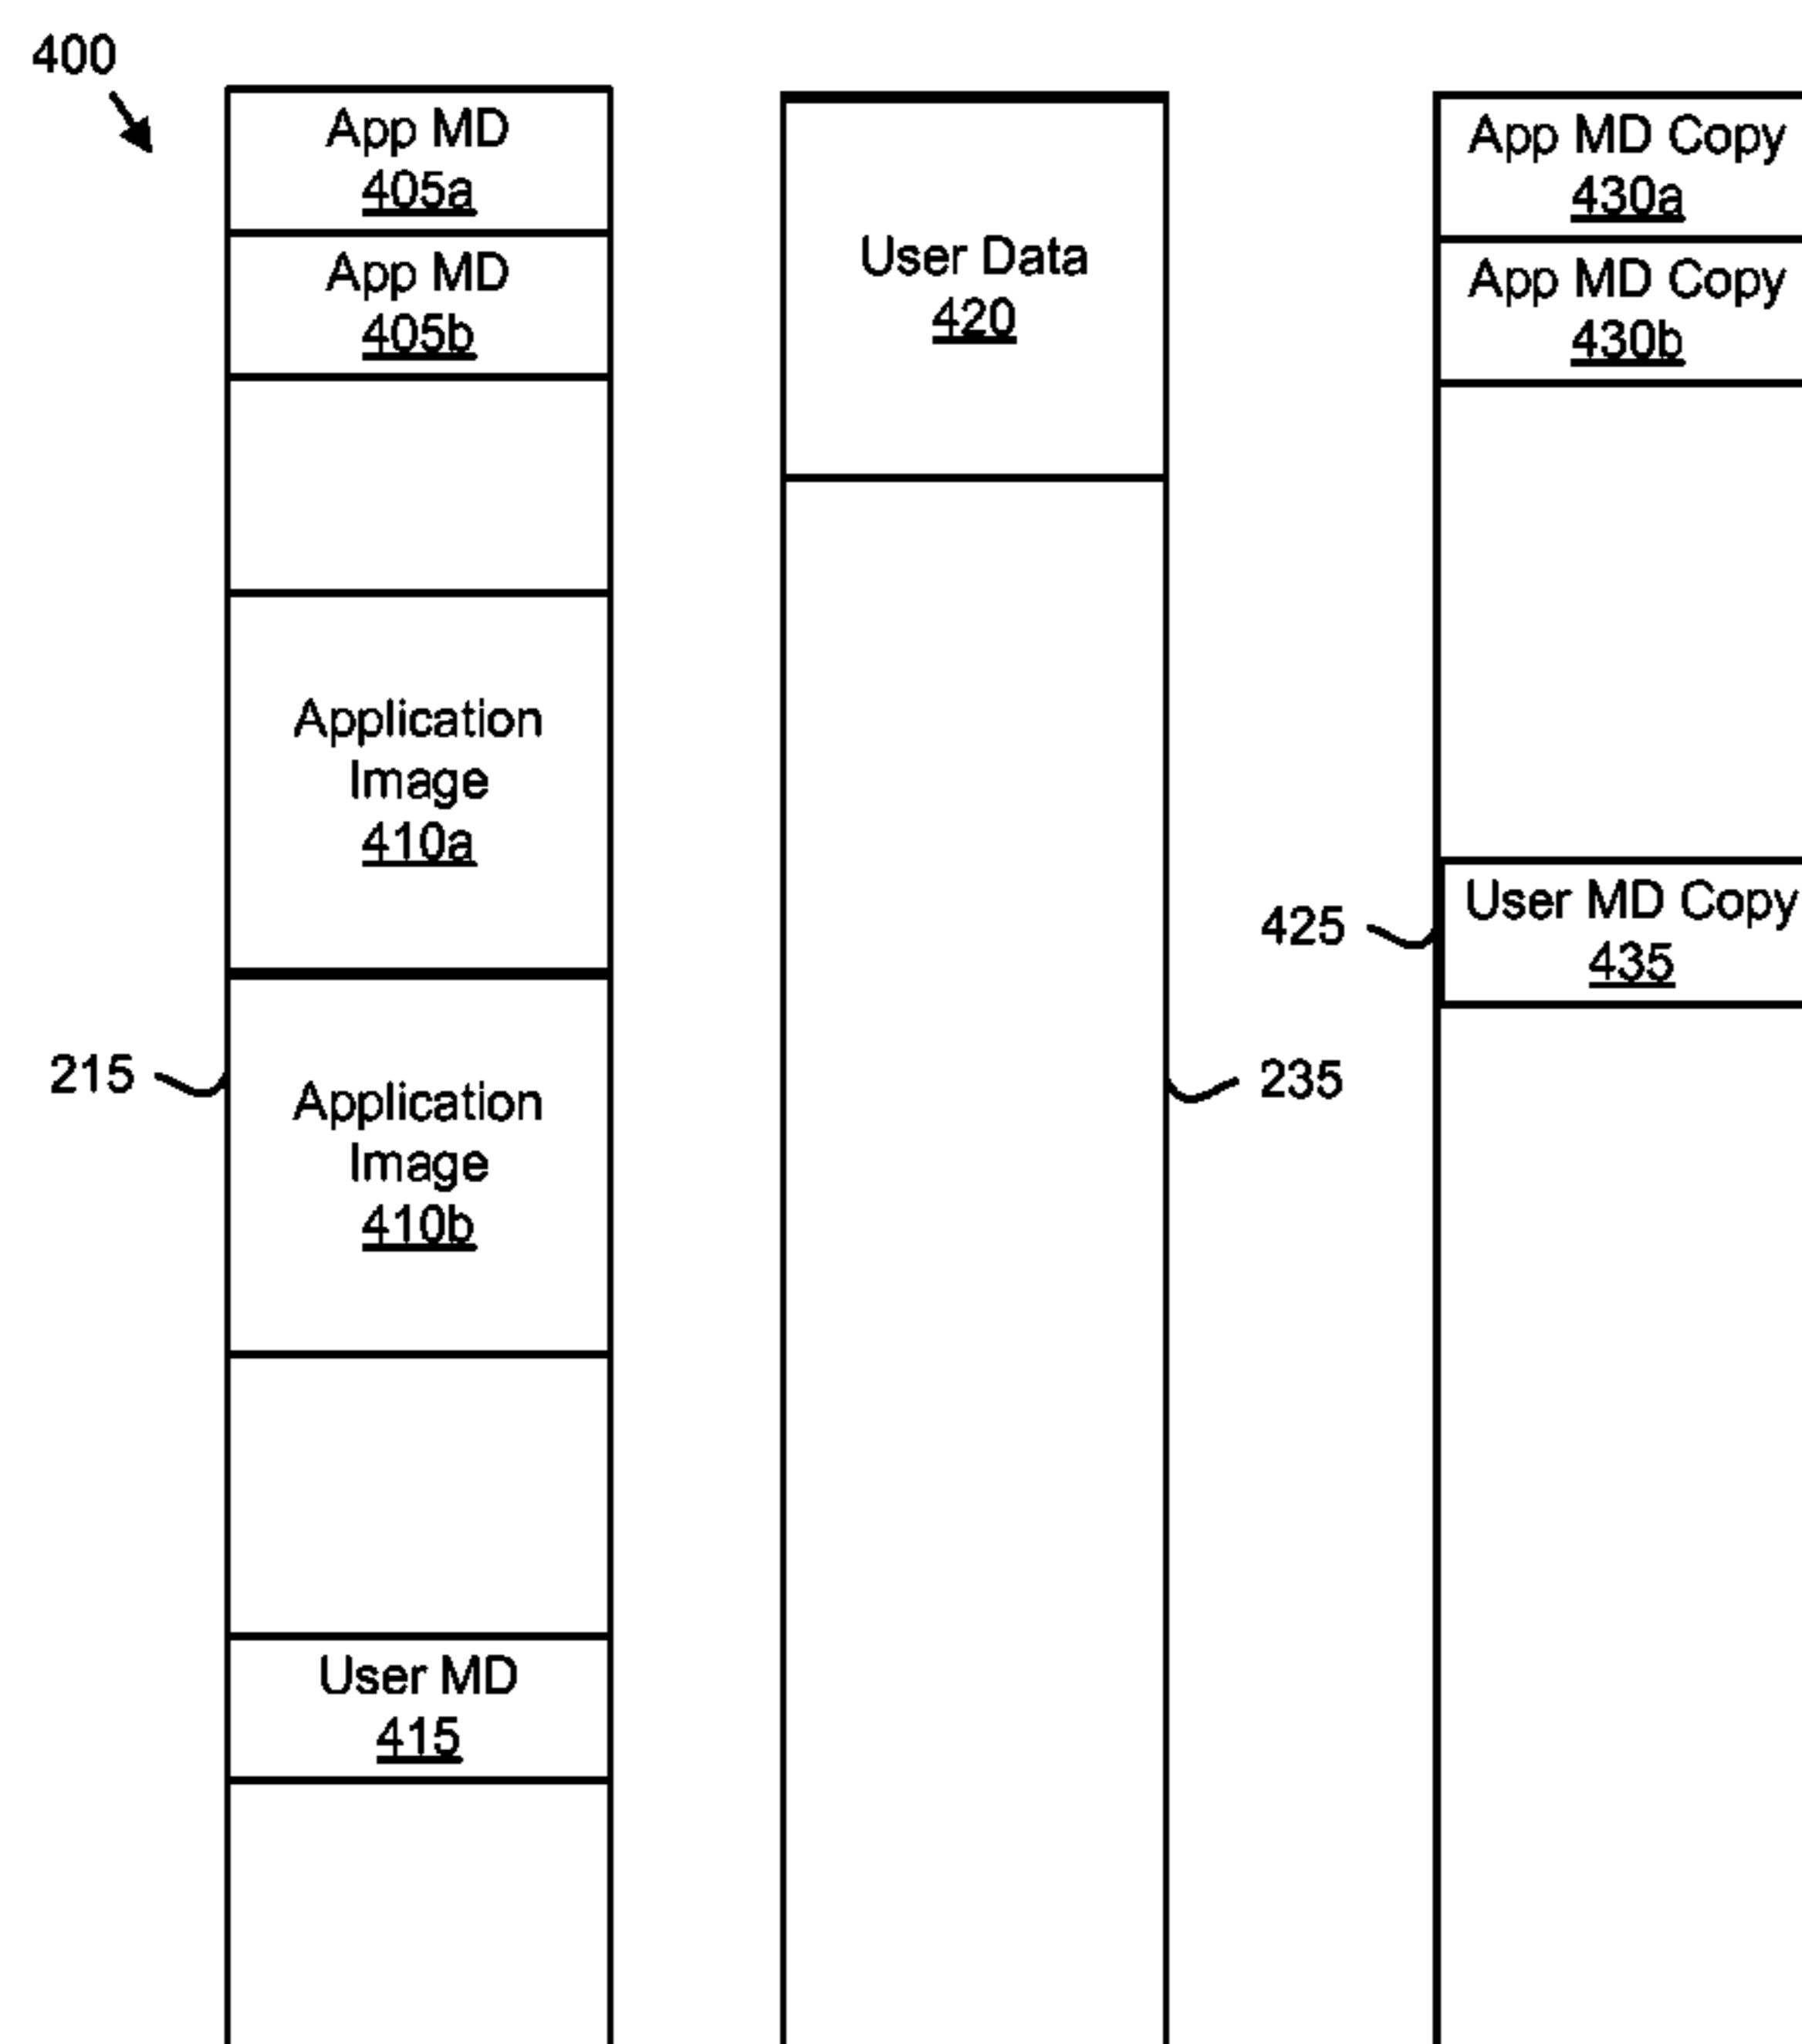 400
App MD
405a
App MD
405b
Application
Image
410a
215
Application
Image
410b
User MD
415
User Data
420
235
App MD Copy
430a
App MD Copy
430b
425
User MD Copy
435